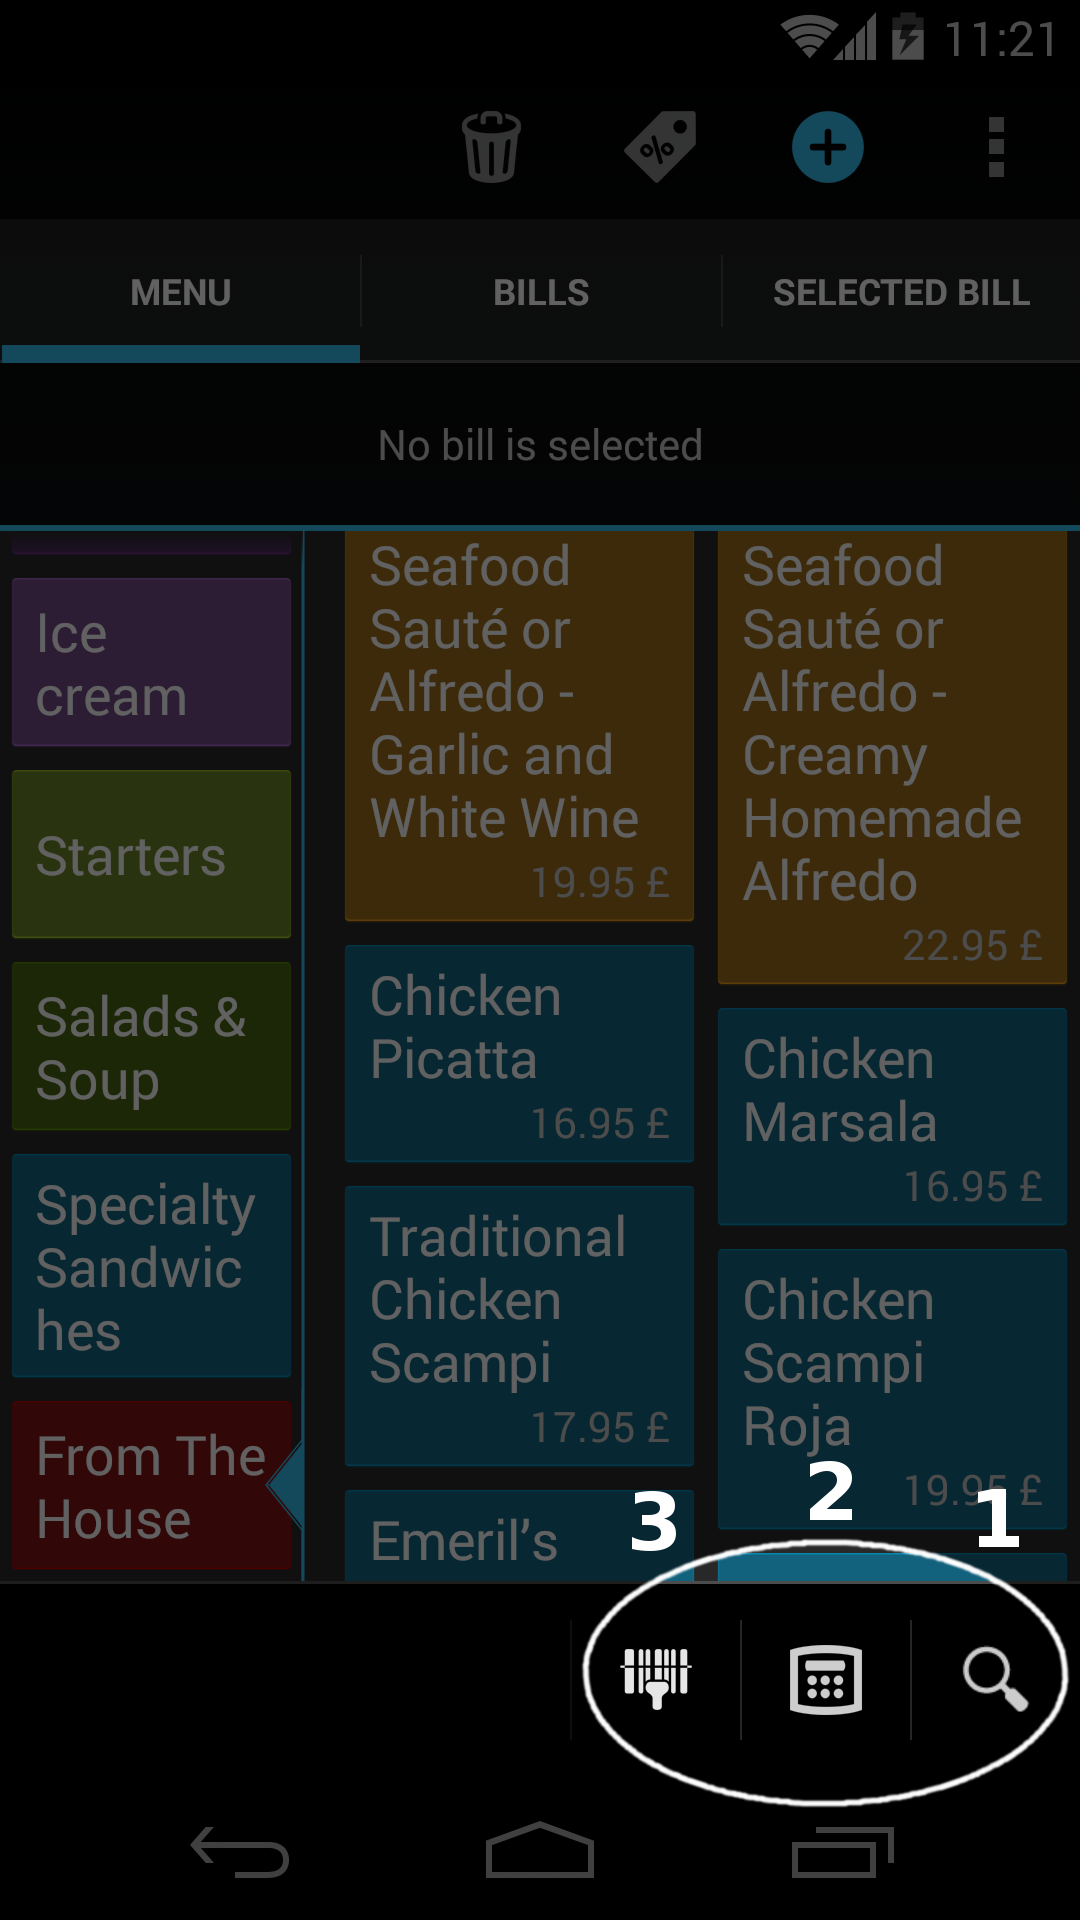 11:21
%
MENU
BILLS
SELECTED BILL
No bill is selected
Ice
cream
Starters
Salads &
Soup
Specialty
Sandwic
hes
From The
House
Seafood
Sauté or
Alfredo -
Garlic and
White Wine
19.95 £
Chicken
Picatta
16.95 £
Traditional
Chicken
Scampi
17.95 £
Emeril’s
Seafood
Sauté or
Alfredo -
Creamy
Homemade
Alfredo
22.95 £
Chicken
Marsala
16.95 £
Chicken
Scampi
Roja
19.95 £
3
2
1